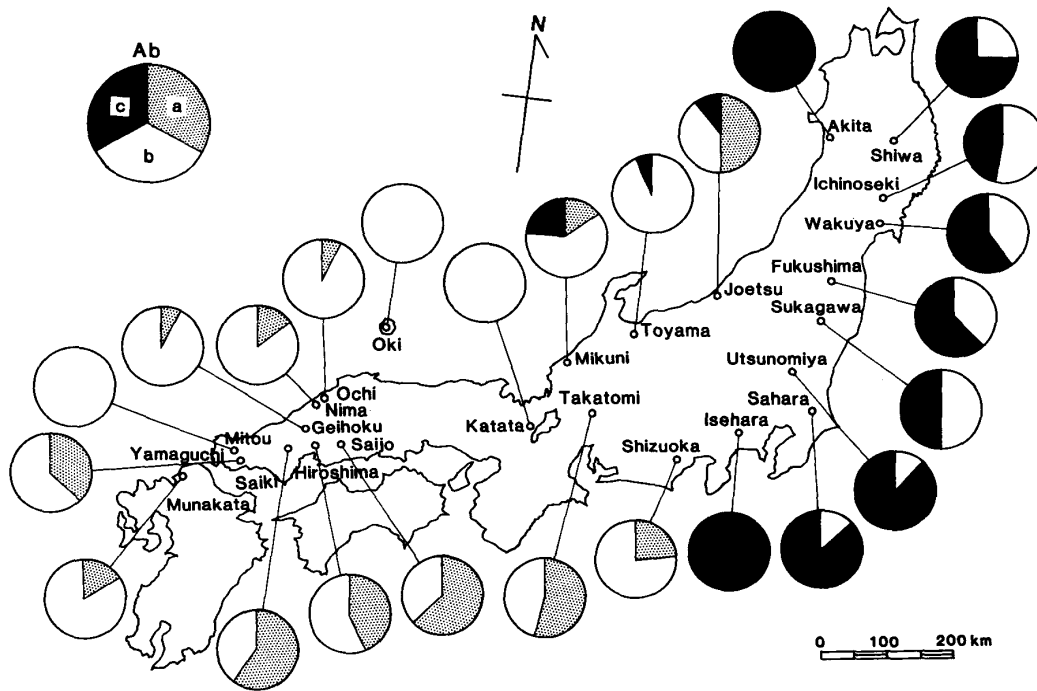 N
Ab
c
a
b
Akita
Shiwa
Ichinoseki
Wakuya
Fukushima
Joetsu
Sukagawa
Oki
Toyama
Mikuni
Utsunomiya
Ochi
Takatomi
Sahara
Nima
Isehara
Geihoku
Katata
Mitou
Saijo
Shizuoka
Yamaguchi
Hiroshima
Saiki
Munakata
0 100 200 km